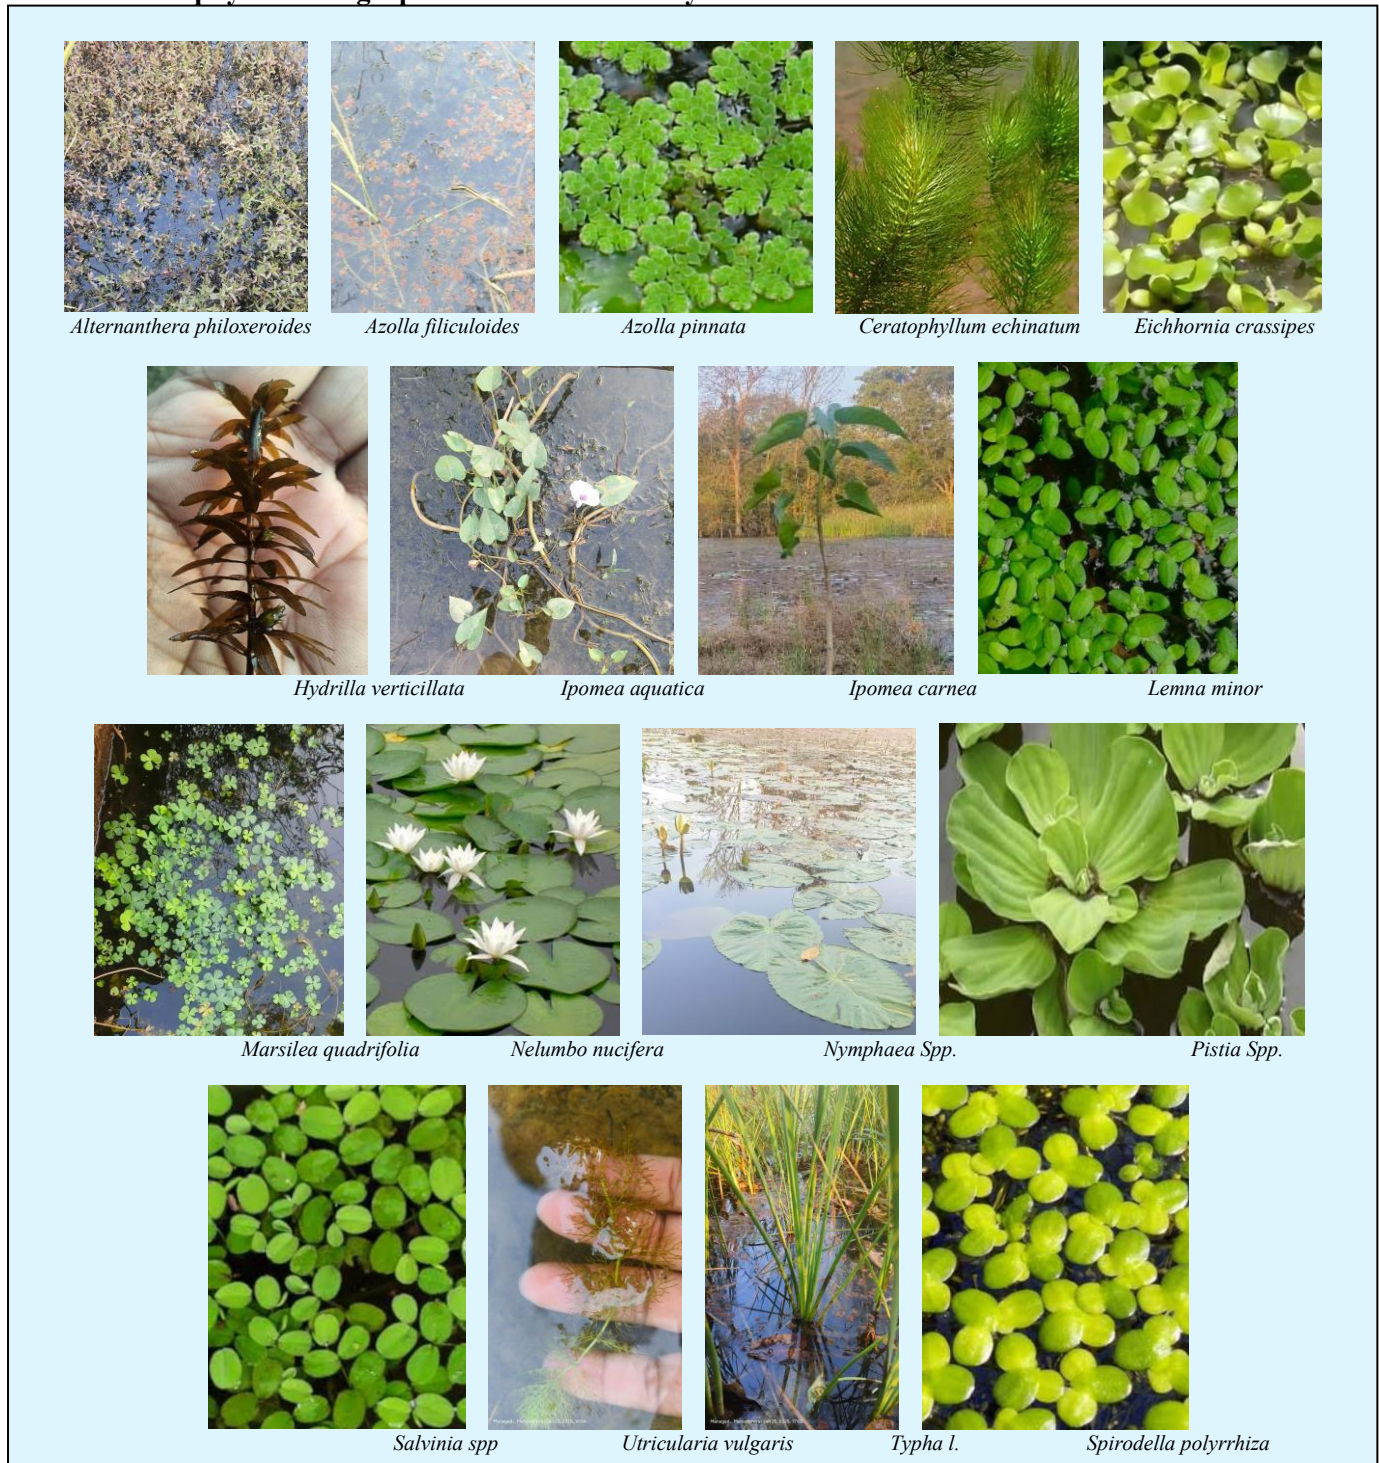 Alternanthera philoxeroides Azolla filiculoides Azolla pinnata Ceratophyllum echinatum Eichhornia crassipes
Hydrilla verticillata Ipomea aquatica Ipomea carnea Lemna minor
Marsilea quadrifolia Nelumbo nucifera Nymphaea Spp. Pistia Spp.
Salvinia spp Utricularia vulgaris Typha l. Spirodella polyrrhiza